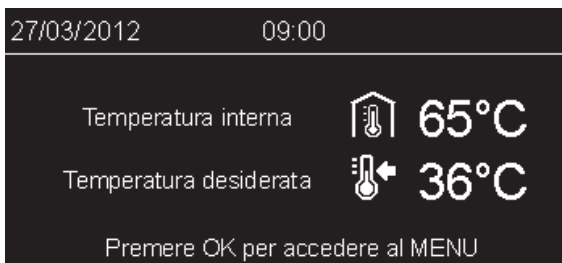 27/03/2012 09:00
Temperatura interna 65°C
Temperatura desiderata 36°C
Premere OK per accedere al MENU